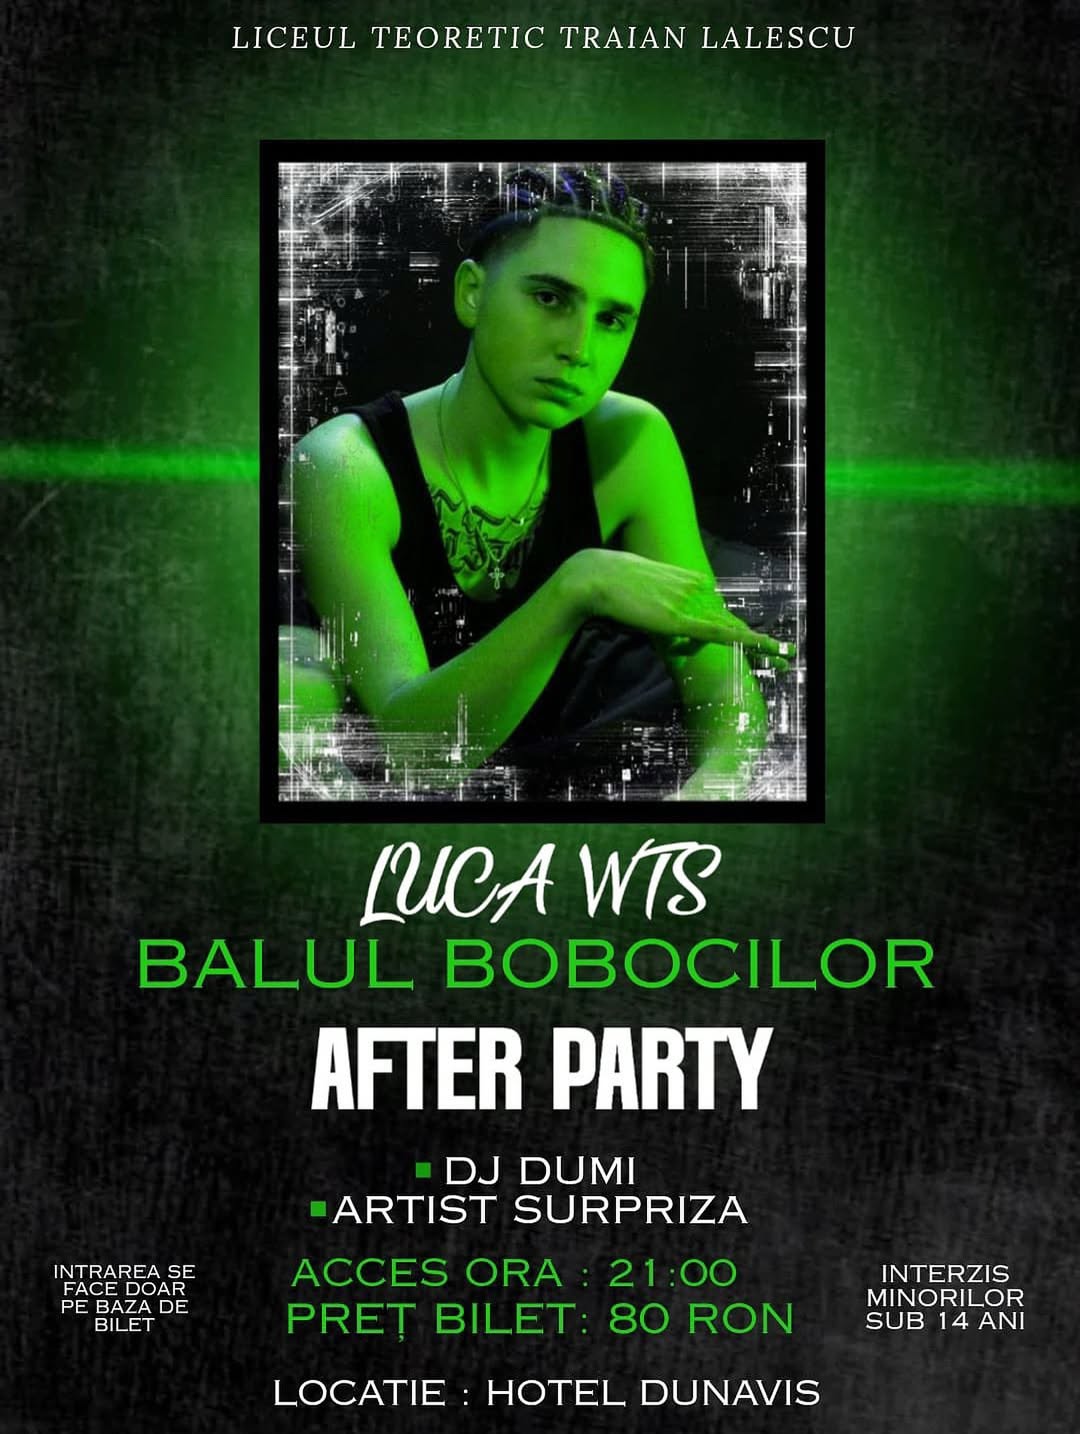 LICEUL TEORETIC TRAIAN LALESCU
LUCA WTS
BALUL BOBOCILOR
AFTER PARTY
▪ DJ DUMI
▪ARTIST SURPRIZA
INTRAREA SE
FACE DOAR
PE BAZA DE
BILET
ACCES ORA : 21:00
PREȚ BILET: 80 RON
INTERZIS
MINORILOR
SUB 14 ANI
LOCATIE : HOTEL DUNAVIS